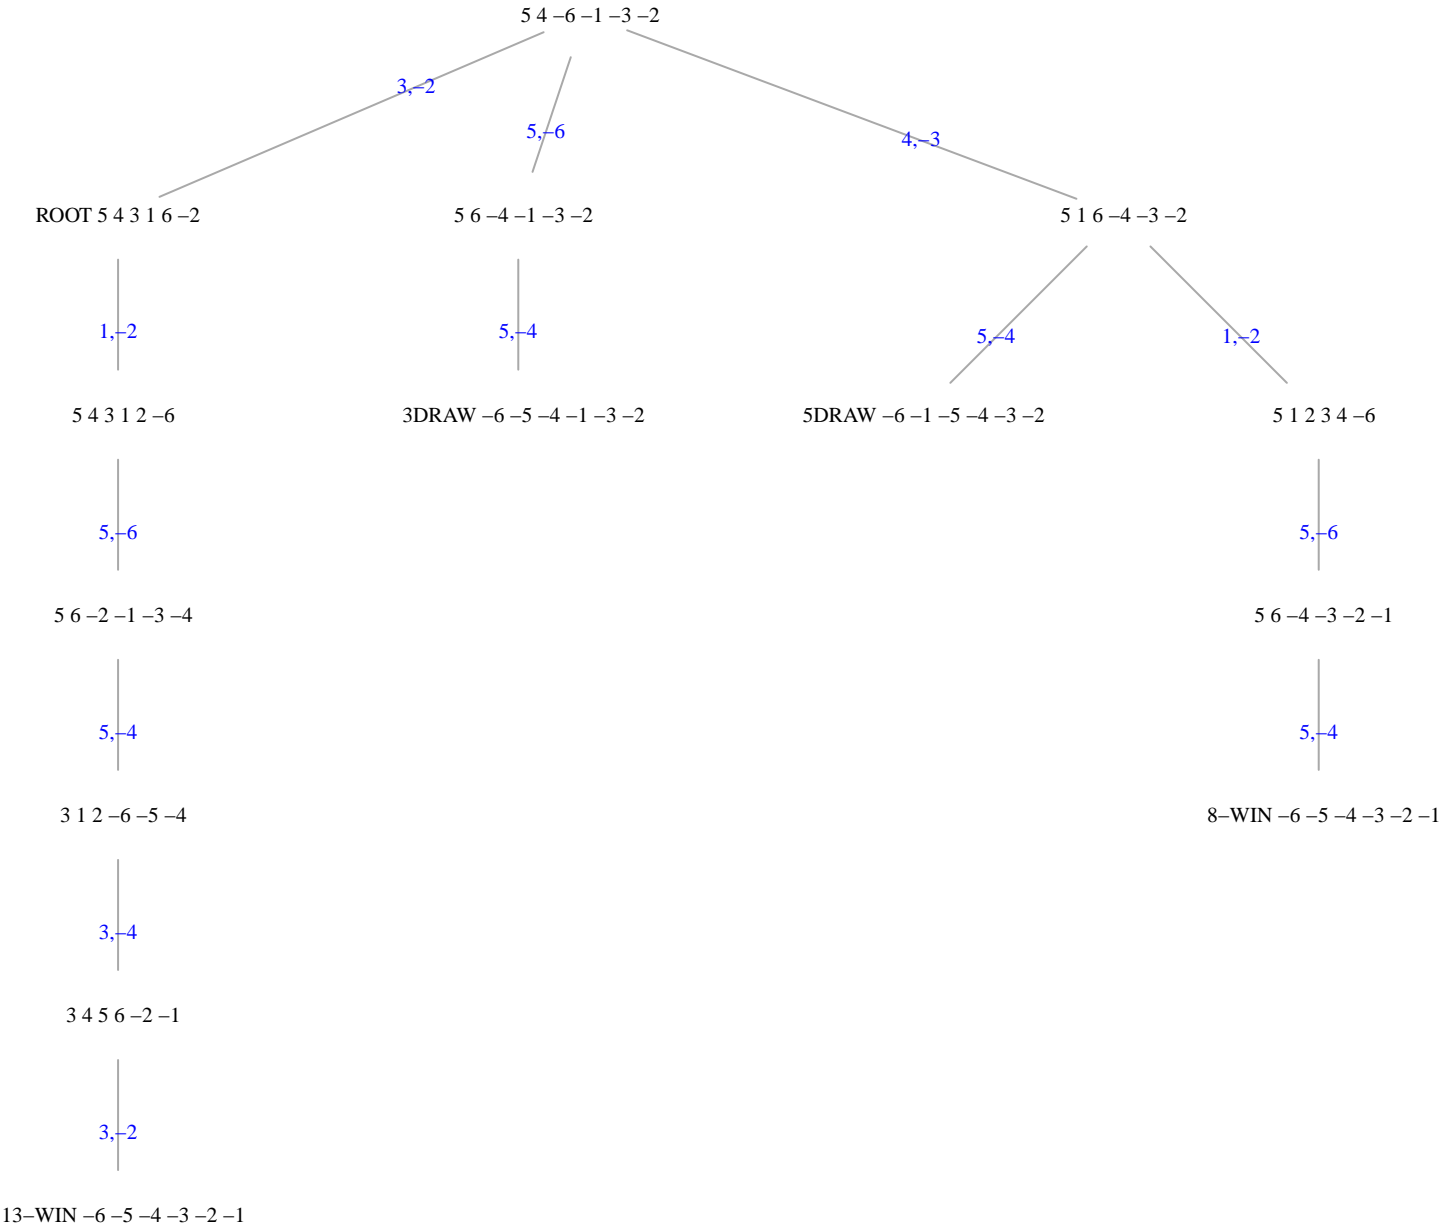 5 4 –6 –1 –3 –2
3,–2
5,–6
4,–3
ROOT 5 4 3 1 6 –2
5 6 –4 –1 –3 –2
5 1 6 –4 –3 –2
1,–2
5,–4
5,–4
1,–2
5 4 3 1 2 –6
3DRAW –6 –5 –4 –1 –3 –2
5DRAW –6 –1 –5 –4 –3 –2
5 1 2 3 4 –6
5,–6
5,–6
5 6 –2 –1 –3 –4
5 6 –4 –3 –2 –1
5,–4
5,–4
3 1 2 –6 –5 –4
8–WIN –6 –5 –4 –3 –2 –1
3,–4
3 4 5 6 –2 –1
3,–2
13–WIN –6 –5 –4 –3 –2 –1